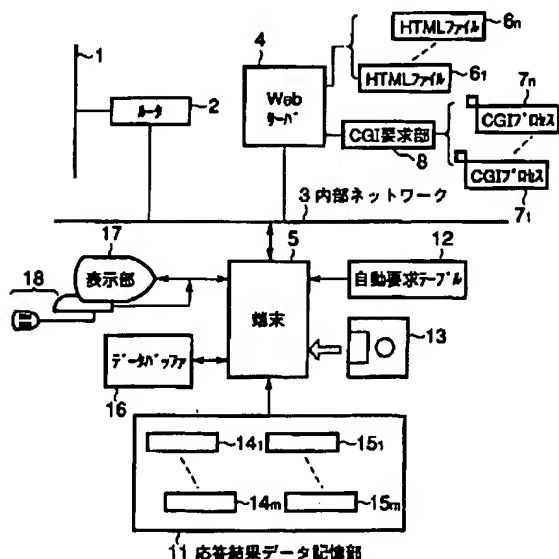 1
ルータ
2
4
Web
サーバ
HTMLファイル
6n
HTMLファイル
6₁
CGI要求部
8
7n
CGIプロセス
CGIプロセス
7₁
3 内部ネットワーク
17
表示部
18
5
端末
12
自動要求テーブル
13
データバッファ
16
14₁
15₁
14m
15m
11 応答結果データ記憶部